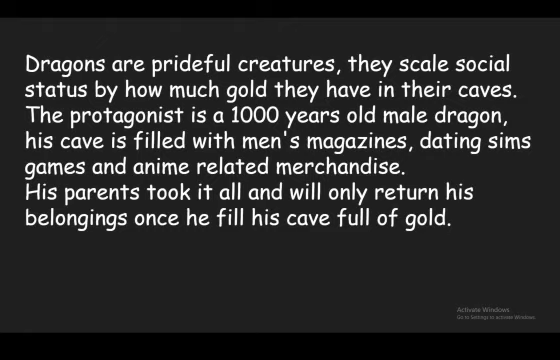 Dragons are prideful creatures, they scale social
status by how much gold they have in their caves.
The protagonist is a 1000 years old male dragon,
his cave is filled with men's magazines, dating sims
games and anime related merchandise.
His parents took it all and will only return his
belongings once he fill his cave full of gold.
Activate Windows
Go to Settings to activate Windows.